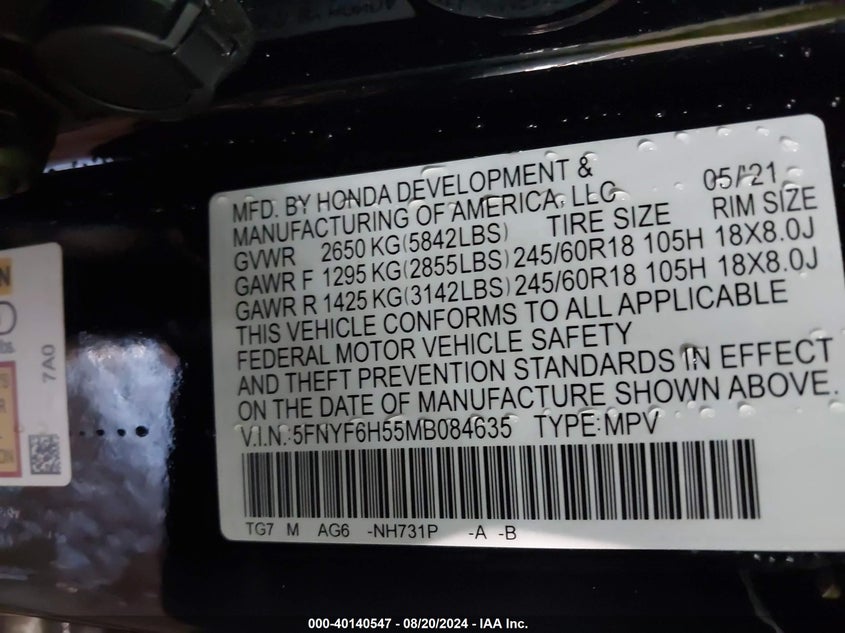 MFD. BY HONDA DEVELOPMENT &
MANUFACTURING OF AMERICA, LLC 05/21
GVWR 2650 KG(5842LBS) TIRE SIZE RIM SIZE
GAWR F 1295 KG(2855LBS) 245/60R18 105H 18X8.0J
GAWR R 1425 KG(3142LBS) 245/60R18 105H 18X8.0J
THIS VEHICLE CONFORMS TO ALL APPLICABLE
FEDERAL MOTOR VEHICLE SAFETY
AND THEFT PREVENTION STANDARDS IN EFFECT
ON THE DATE OF MANUFACTURE SHOWN ABOVE.
V.I.N.:5FNYF6H55MB084635 TYPE:MPV
TG7 M AG6 -NH731P -A -B
7A0
000-40140547 - 08/20/2024 - IAA Inc.